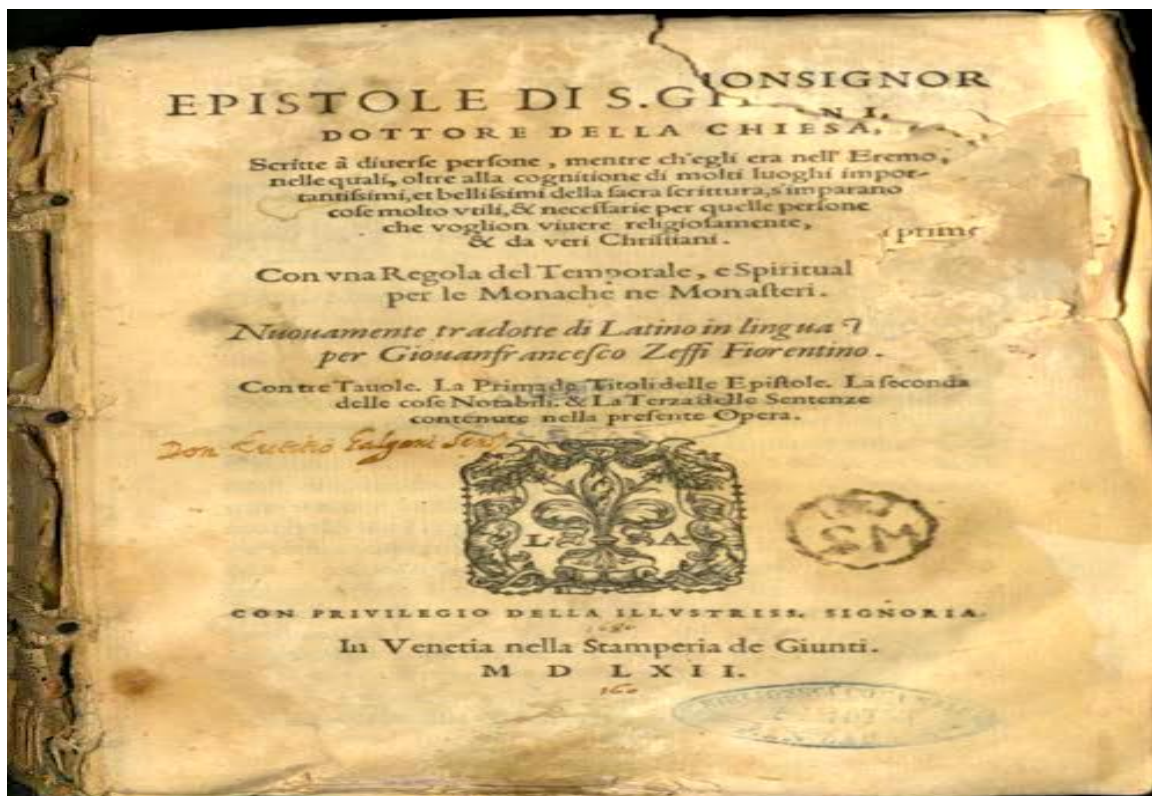 IONSIGNOR
EPISTOLE DI S. GI
N I,
DOTTORE DELLA CHIESA,
Scritte à diuerſe perſone, mentre ch'egli era nell' Eremo,
nelle quali, oltre alla cognitione di molti luoghi impor-
tantiſsimi, et belliſsimi della ſacra ſcrittura, s'imparano
coſe molto vtili, & neceſſarie per quelle perſone
che voglion viuere religioſamente,
& da veri Chriſtiani.
prime
Con vna Regola del Temporale, e Spiritual
per le Monache ne Monaſteri.
Nuouamente tradotte di Latino in lingua
per Giouanfranceſco Zeffi Fiorentino.
Con tre Tauole. La Prima de Titoli delle Epiſtole. La ſeconda
delle coſe Notabili. & La Terza delle Sentenze
contenute nella preſente Opera.
Don
L A
SM
CON PRIVILEGIO DELLA ILLVSTRISS. SIGNORIA.
In Venetia nella Stamperia de Giunti.
M D LXII.